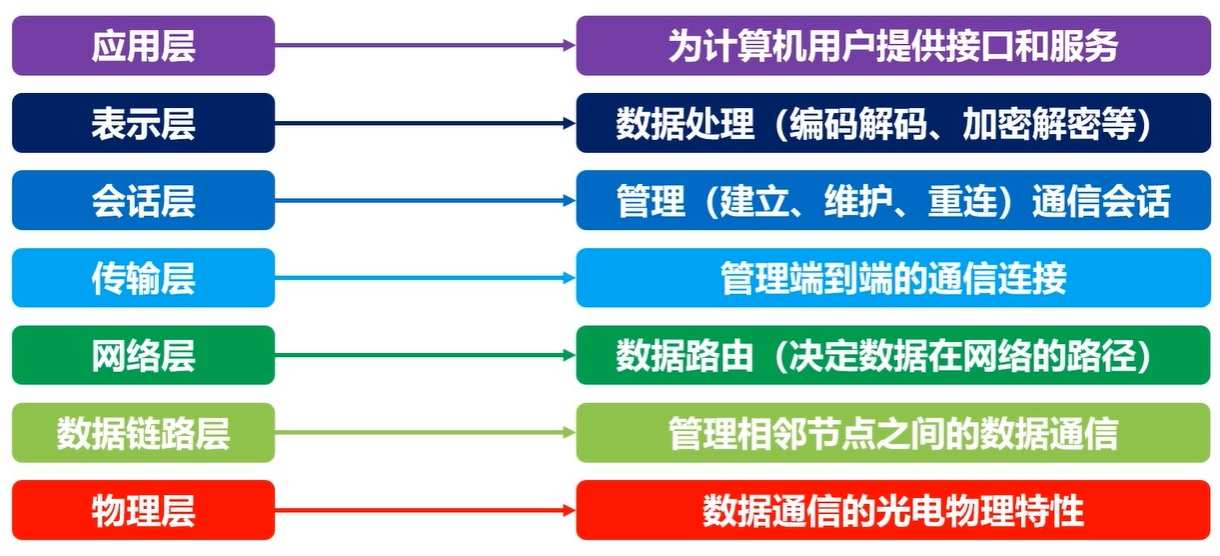 应用层
为计算机用户提供接口和服务
表示层
数据处理（编码解码、加密解密等）
会话层
管理（建立、维护、重连）通信会话
传输层
管理端到端的通信连接
网络层
数据路由（决定数据在网络的路径）
数据链路层
管理相邻节点之间的数据通信
物理层
数据通信的光电物理特性